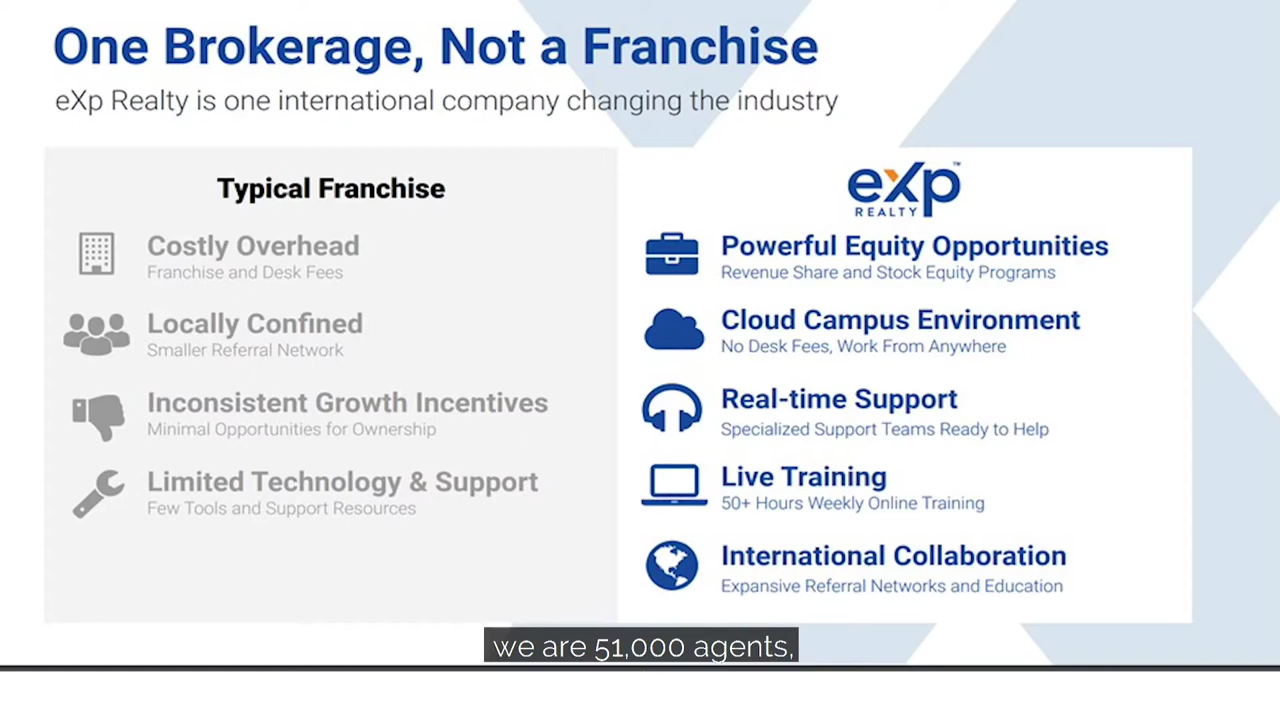 One Brokerage, Not a Franchise
eXp Realty is one international company changing the industry
Typical Franchise
Costly Overhead
Franchise and Desk Fees
Locally Confined
Smaller Referral Network
Inconsistent Growth Incentives
Minimal Opportunities for Ownership
Limited Technology & Support
Few Tools and Support Resources
eXp™
REALTY
Powerful Equity Opportunities
Revenue Share and Stock Equity Programs
Cloud Campus Environment
No Desk Fees, Work From Anywhere
Real-time Support
Specialized Support Teams Ready to Help
Live Training
50+ Hours Weekly Online Training
International Collaboration
Expansive Referral Networks and Education
we are 51,000 agents,